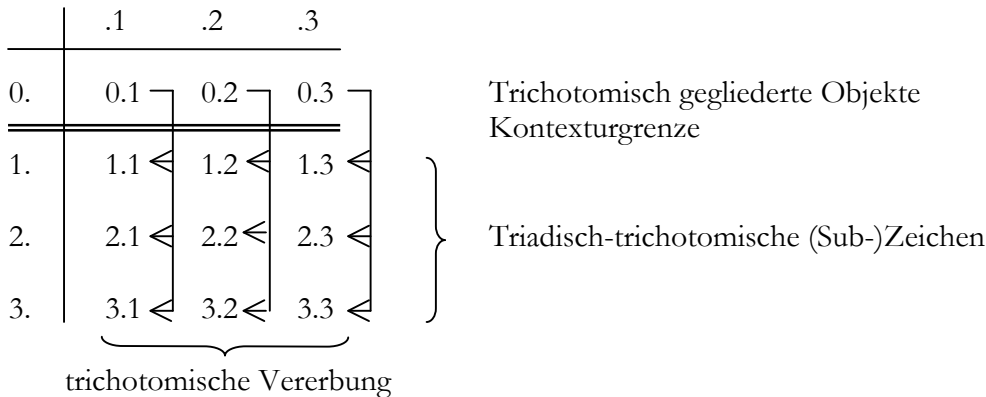 .1 .2 .3
0. 0.1 0.2 0.3 Trichotomisch gegliederte Objekte
Kontexturgrenze
1. 1.1 1.2 1.3
2. 2.1 2.2 2.3 Triadisch-trichotomische (Sub-)Zeichen
3. 3.1 3.2 3.3
trichotomische Vererbung